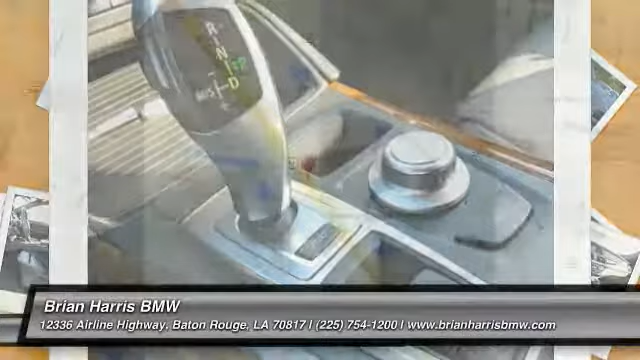 R
N
D
Brian Harris BMW
12336 Airline Highway, Baton Rouge, LA 70817 | (225) 754-1200 | www.brianharrisbmw.com